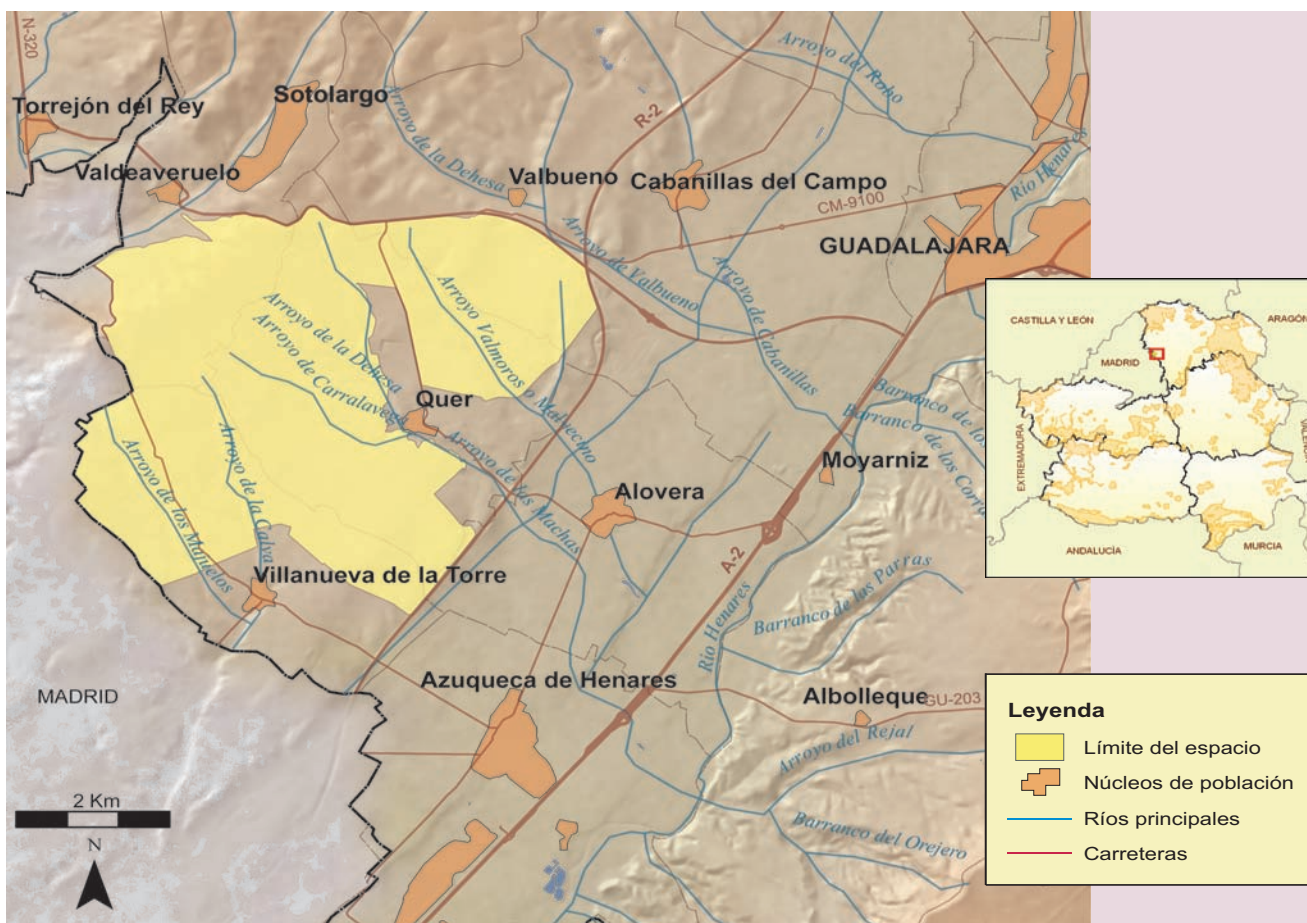 N-320
Torrejón del Rey
Sotolargo
Arroyo del Robo
R-2
Río Henares
Arroyo de la Dehesa
Valdeaveruelo
Valbueno
Cabanillas del Campo
CM-9100
GUADALAJARA
Arroyo de Valbueno
Arroyo de Cabanillas
Arroyo de la Dehesa
Arroyo Valmoros o Malvecino
Arroyo de Carralavega
Quer
Arroyo de las Machas
Barranco de los
Barranco de los Corra
Moyarniz
Alovera
Arroyo de la Galva
Arroyo de los Majuelos
Villanueva de la Torre
A-2
Río Henares
Barranco de las Parras
MADRID
Azuqueca de Henares
Albolleque
GU-203
Arroyo del Rejal
Barranco del Orejero
2 Km
N
CASTILLA Y LEÓN
ARAGÓN
MADRID
EXTREMADURA
ANDALUCÍA
MURCIA
Leyenda
Límite del espacio
Núcleos de población
Ríos principales
Carreteras